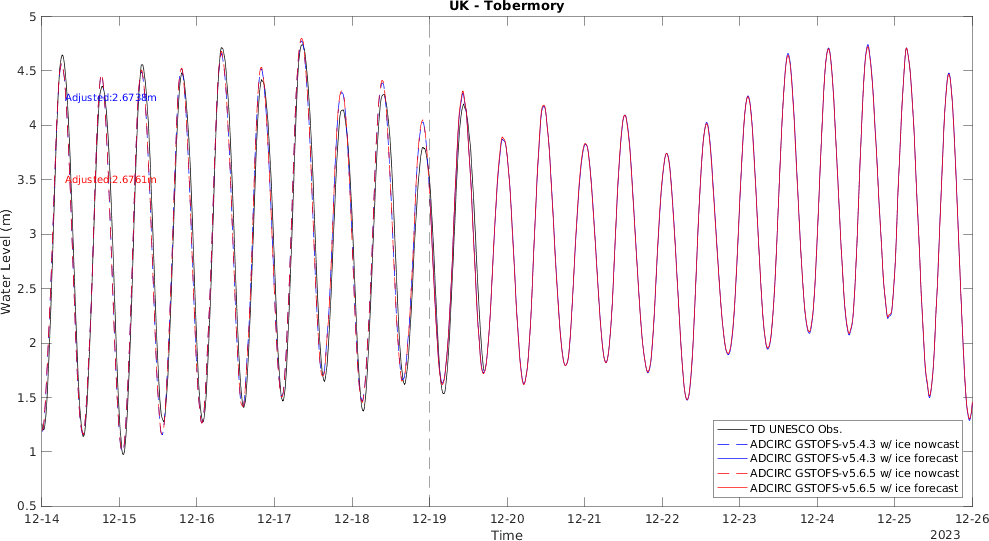 UK - Tobermory
5
4.5
4
3.5
3
2.5
2
1.5
1
0.5
Water Level (m)
Adjusted:2.6738m
Adjusted:2.6761m
TD UNESCO Obs.
ADCIRC GSTOFS-v5.4.3 w/ ice nowcast
ADCIRC GSTOFS-v5.4.3 w/ ice forecast
ADCIRC GSTOFS-v5.6.5 w/ ice nowcast
ADCIRC GSTOFS-v5.6.5 w/ ice forecast
12-14 12-15 12-16 12-17 12-18 12-19 12-20 12-21 12-22 12-23 12-24 12-25 12-26
Time
2023